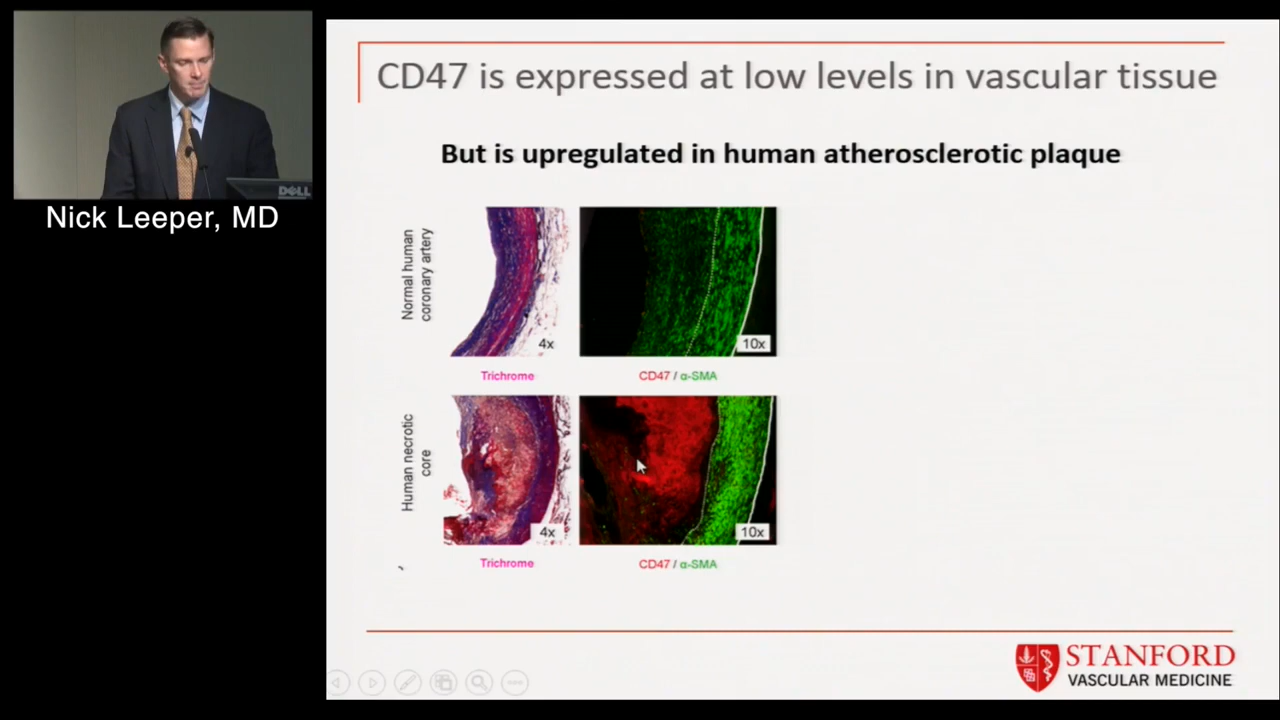 CD47 is expressed at low levels in vascular tissue
But is upregulated in human atherosclerotic plaque
DELL
Nick Leeper, MD
Normal human
coronary artery
4x
10x
Trichrome
CD47 / α-SMA
Human necrotic
core
4x
10x
Trichrome
CD47 / α-SMA
STANFORD
VASCULAR MEDICINE